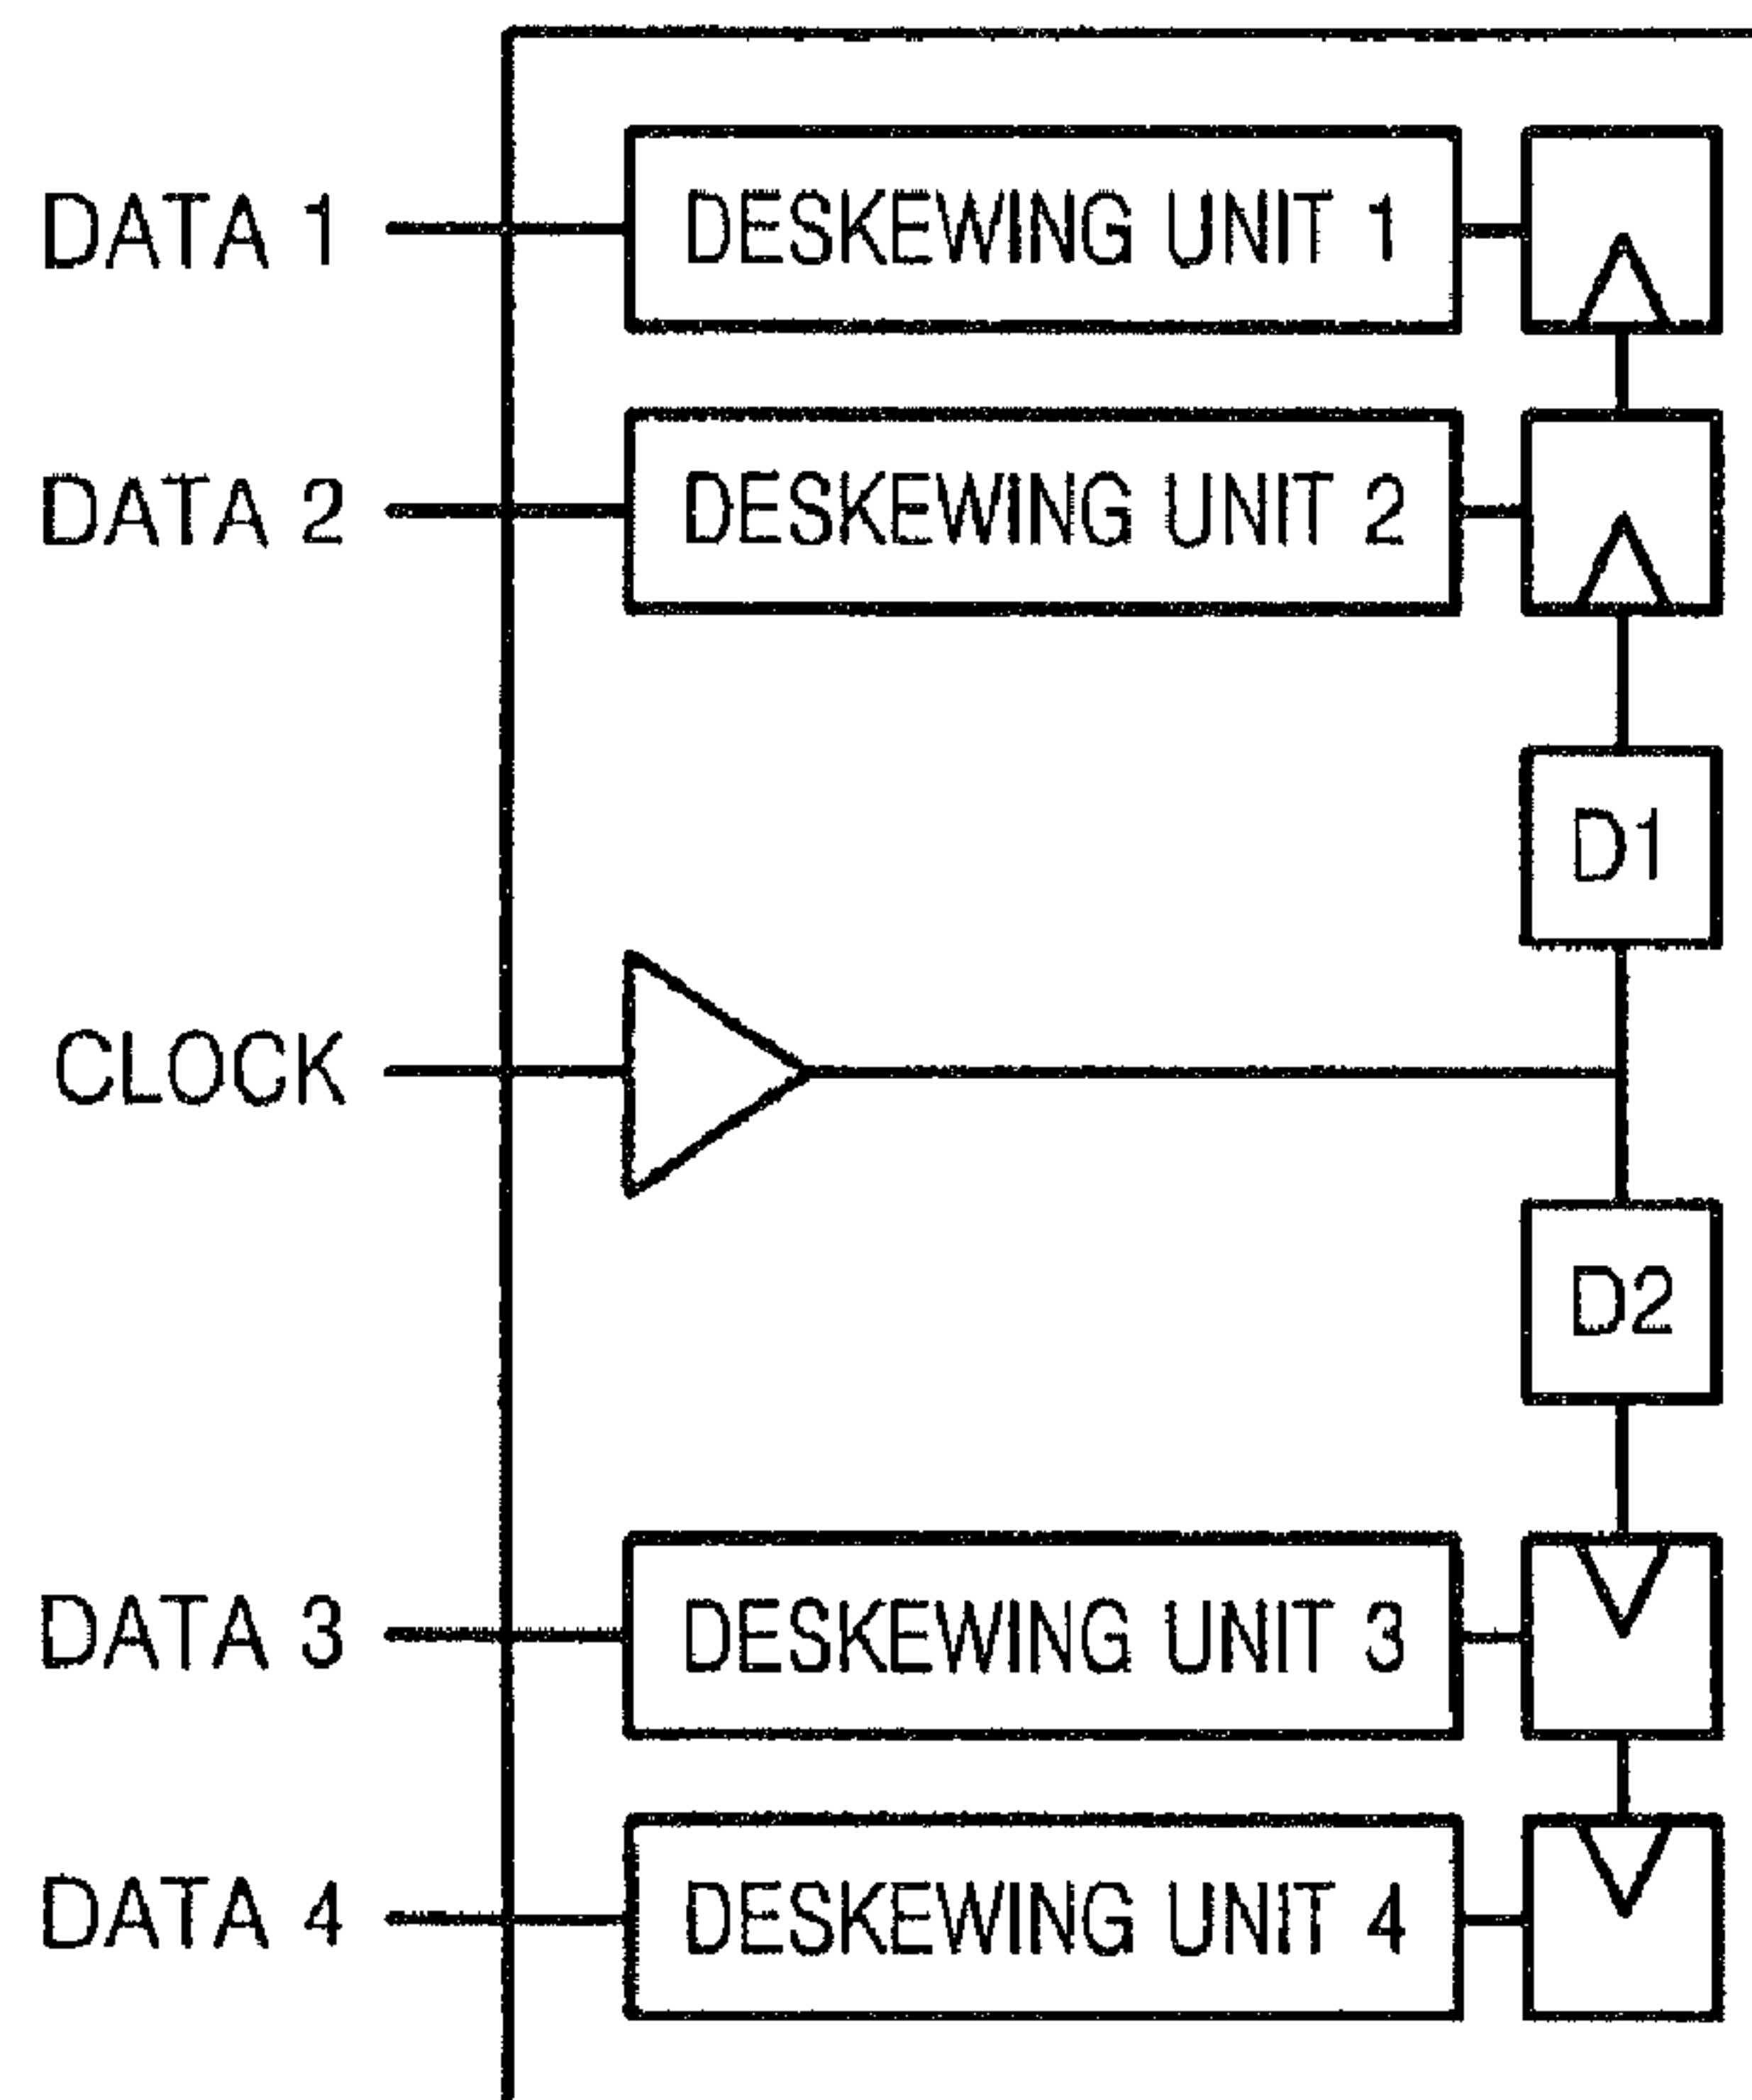 DATA 1 DESKEWING UNIT 1
DATA 2 DESKEWING UNIT 2
D1
CLOCK
D2
DATA 3 DESKEWING UNIT 3
DATA 4 DESKEWING UNIT 4